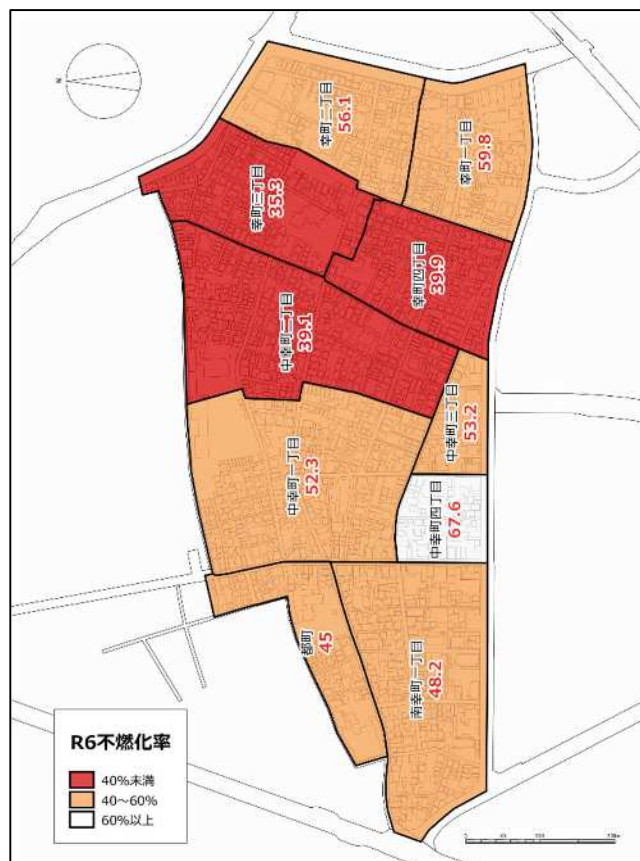 幸町二丁目
56.1
幸町一丁目
59.8
幸町三丁目
35.3
幸町四丁目
39.9
中幸町二丁目
39.1
中幸町三丁目
53.2
中幸町一丁目
52.3
中幸町四丁目
67.6
都町
45
南幸町一丁目
48.2
R6不燃化率
40%未満
40～60%
60%以上